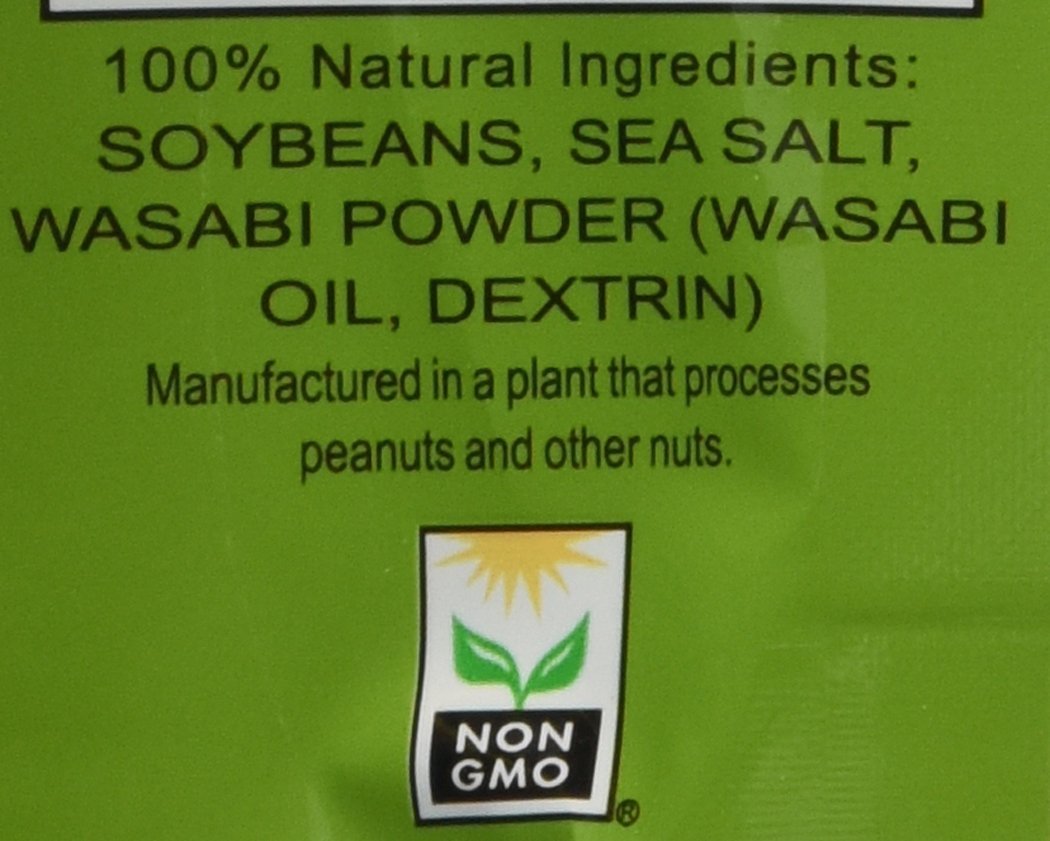 100% Natural Ingredients:
SOYBEANS, SEA SALT,
WASABI POWDER (WASABI
OIL, DEXTRIN)
Manufactured in a plant that processes
peanuts and other nuts.
NON
GMO
®